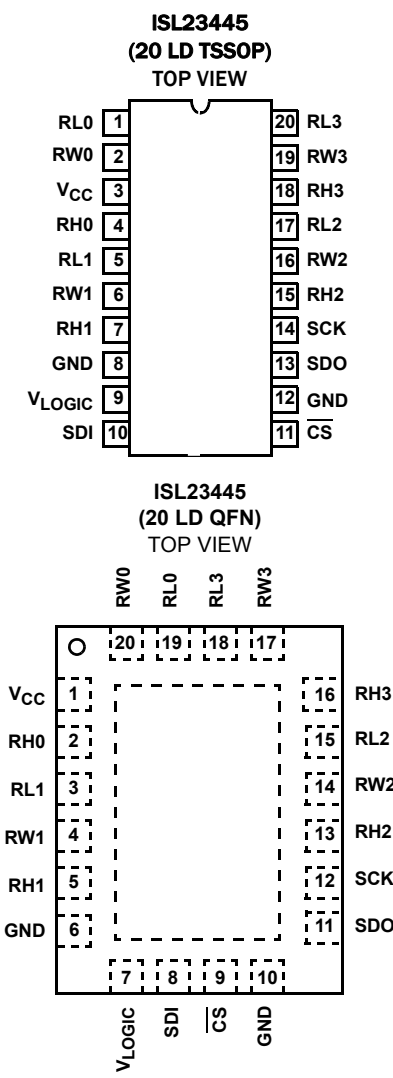 ISL23445
(20 LD TSSOP)
TOP VIEW
RL0 1 20 RL3
RW0 2 19 RW3
VCC 3 18 RH3
RH0 4 17 RL2
RL1 5 16 RW2
RW1 6 15 RH2
RH1 7 14 SCK
GND 8 13 SDO
VLOGIC 9 12 GND
SDI 10 11 CS
ISL23445
(20 LD QFN)
TOP VIEW
RW0 RL0 RL3 RW3
20 19 18 17
VCC 1 16 RH3
RH0 2 15 RL2
RL1 3 14 RW2
RW1 4 13 RH2
RH1 5 12 SCK
GND 6 11 SDO
7 8 9 10
VLOGIC SDI CS GND